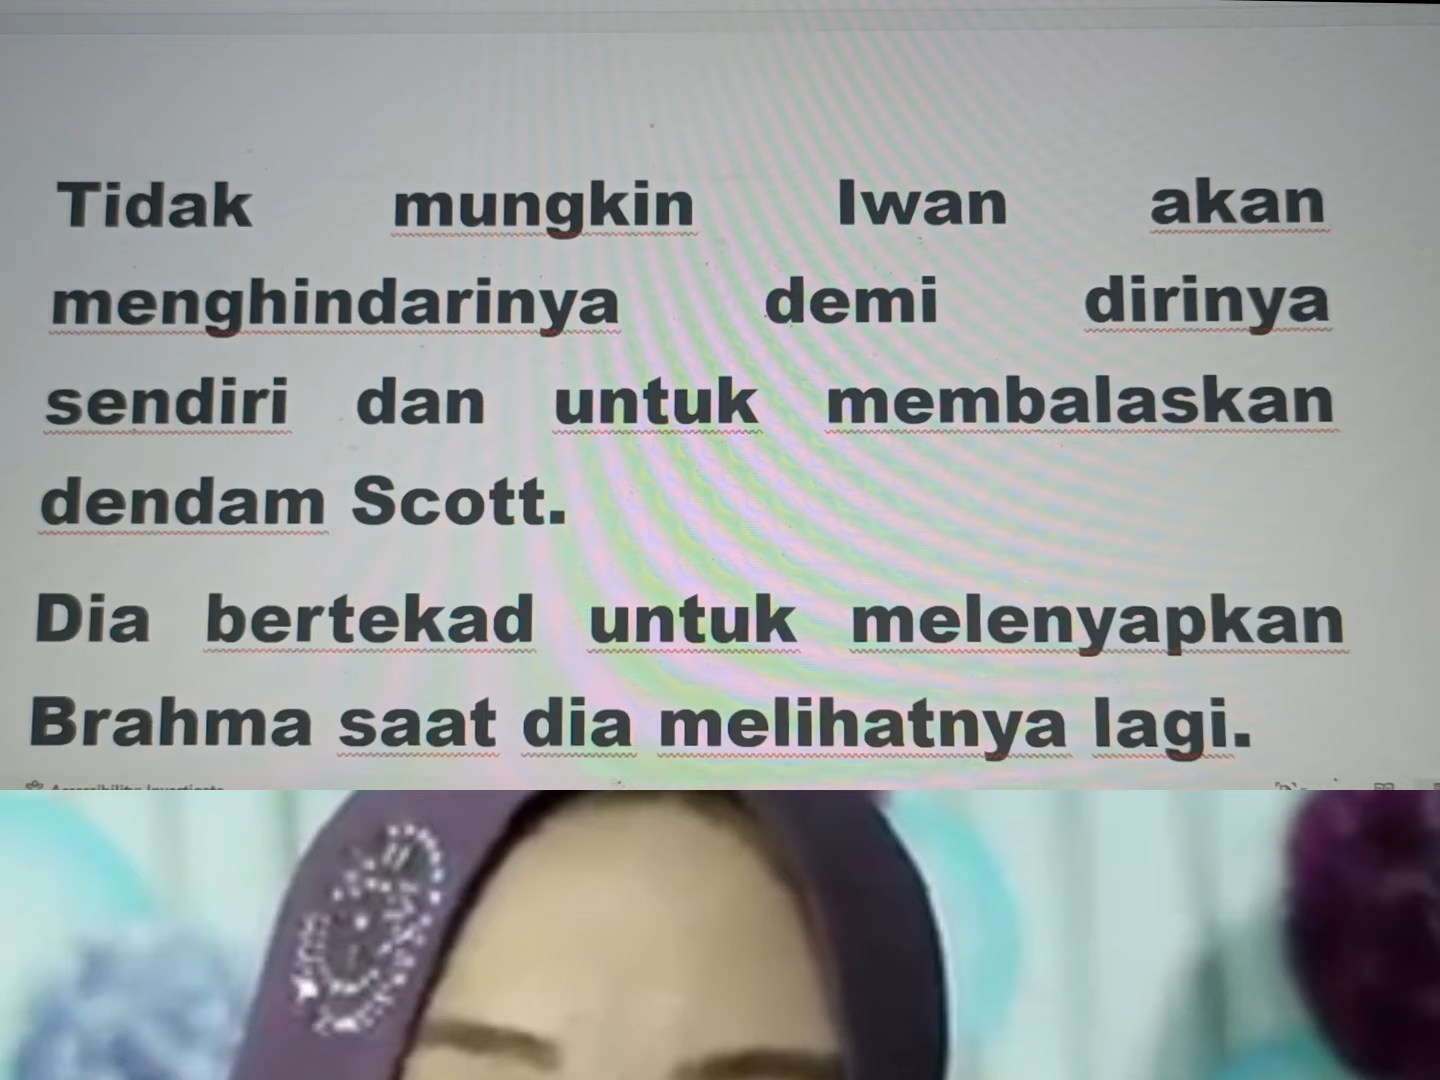 Tidak mungkin Iwan akan
menghindarinya demi dirinya
sendiri dan untuk membalaskan
dendam Scott.
Dia bertekad untuk melenyapkan
Brahma saat dia melihatnya lagi.